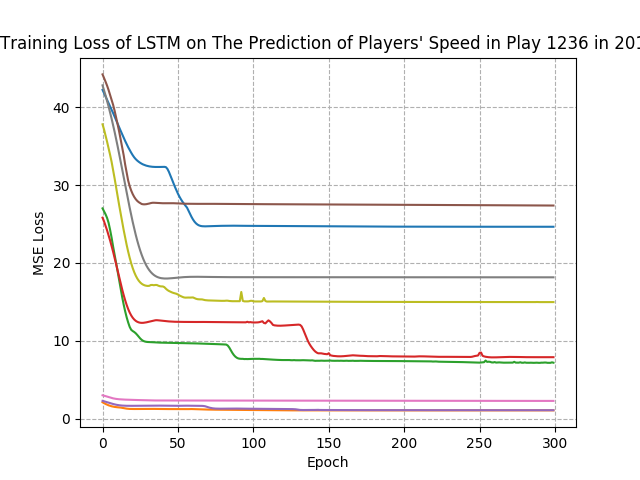 Training Loss of LSTM on The Prediction of Players' Speed in Play 1236 in 201
MSE Loss
40
30
20
10
0
0 50 100 150 200 250 300
Epoch